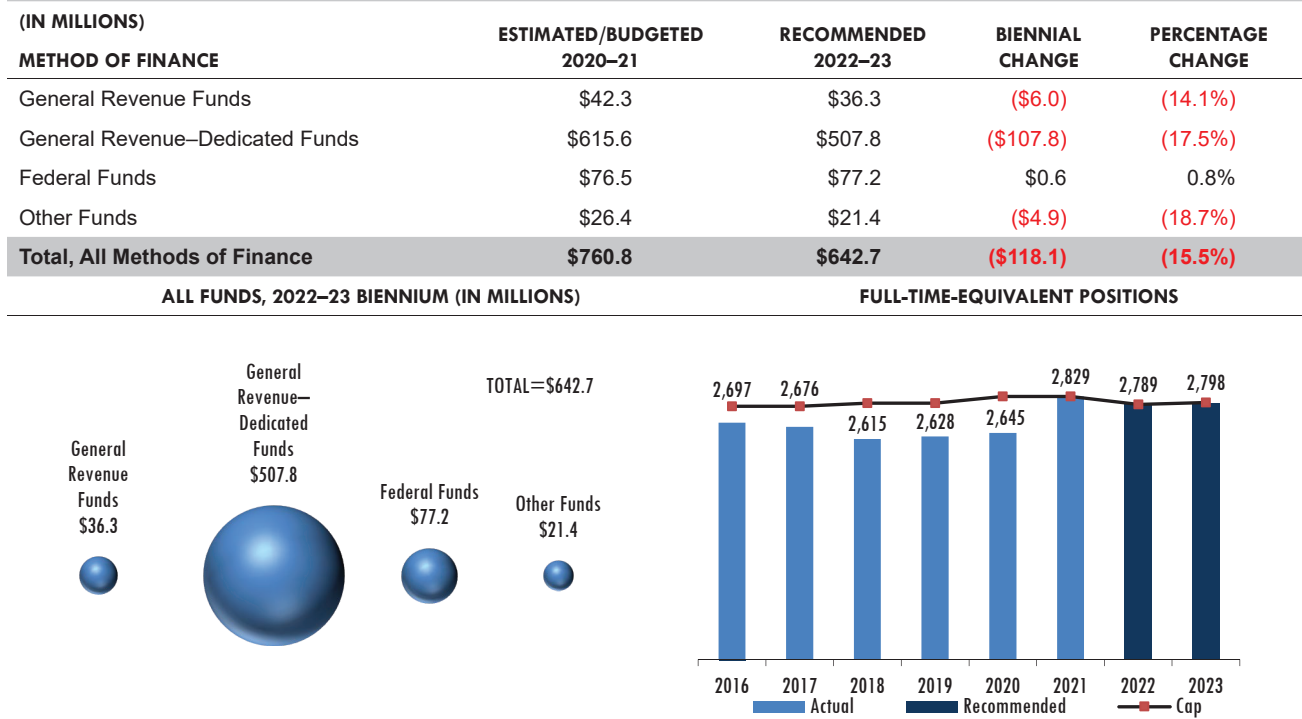 (IN MILLIONS)
METHOD OF FINANCE
ESTIMATED/BUDGETED
2020–21
RECOMMENDED
2022–23
BIENNIAL
CHANGE
PERCENTAGE
CHANGE
General Revenue Funds $42.3 $36.3 ($6.0) (14.1%)
General Revenue–Dedicated Funds $615.6 $507.8 ($107.8) (17.5%)
Federal Funds $76.5 $77.2 $0.6 0.8%
Other Funds $26.4 $21.4 ($4.9) (18.7%)
Total, All Methods of Finance $760.8 $642.7 ($118.1) (15.5%)
ALL FUNDS, 2022–23 BIENNIUM (IN MILLIONS)
TOTAL=$642.7
General
Revenue
Funds
$36.3
General
Revenue–
Dedicated
Funds
$507.8
Federal Funds
$77.2
Other Funds
$21.4
FULL-TIME-EQUIVALENT POSITIONS
2,697 2,676 2,615 2,628 2,645 2,829 2,789 2,798
2016 2017 2018 2019 2020 2021 2022 2023
Actual Recommended Cap